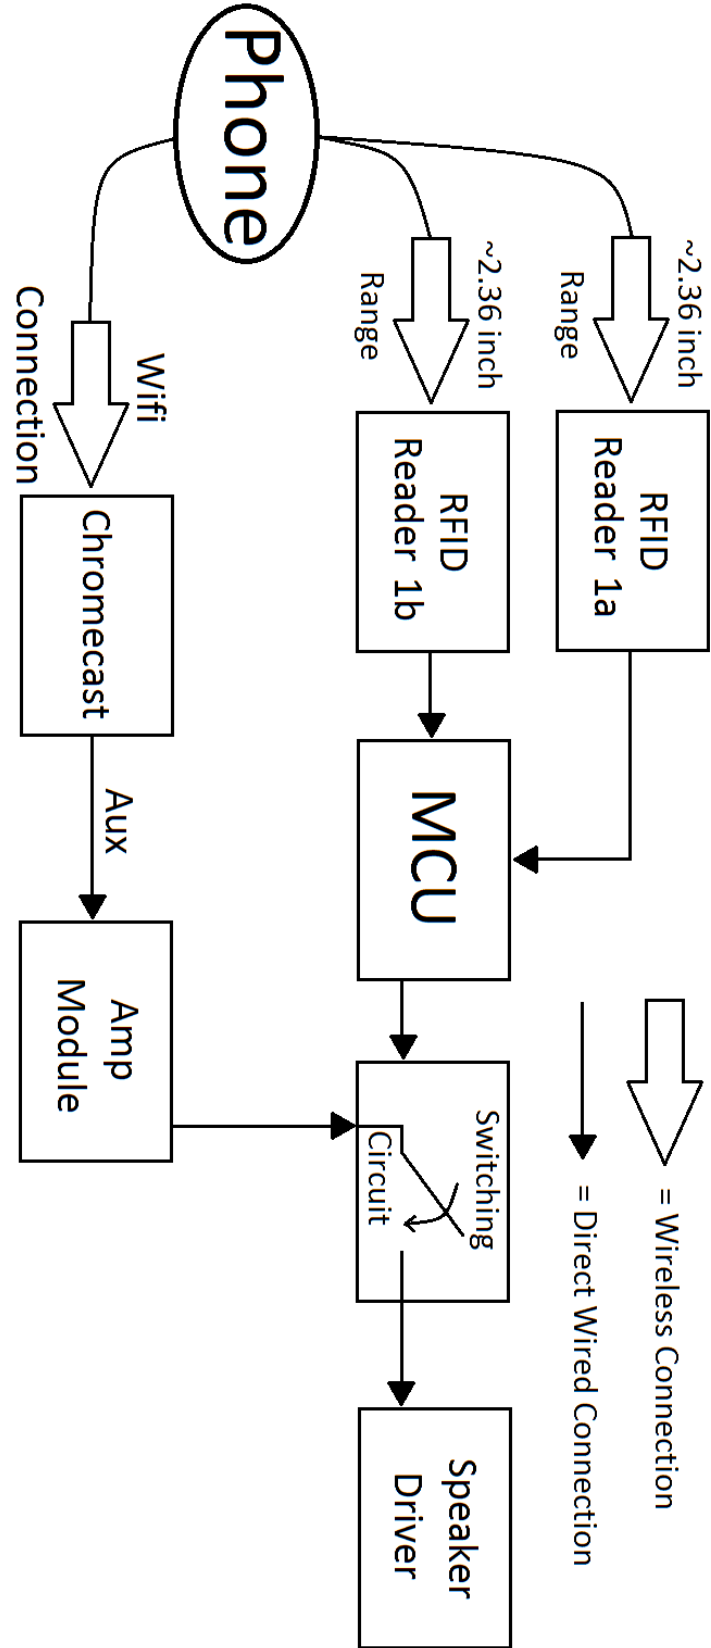 Phone
~2.36 inch
Range
RFID
Reader 1a
~2.36 inch
Range
RFID
Reader 1b
MCU
Switching
Circuit
Speaker
Driver
Wifi
Connection
Chromecast
Aux
Amp
Module
= Wireless Connection
= Direct Wired Connection